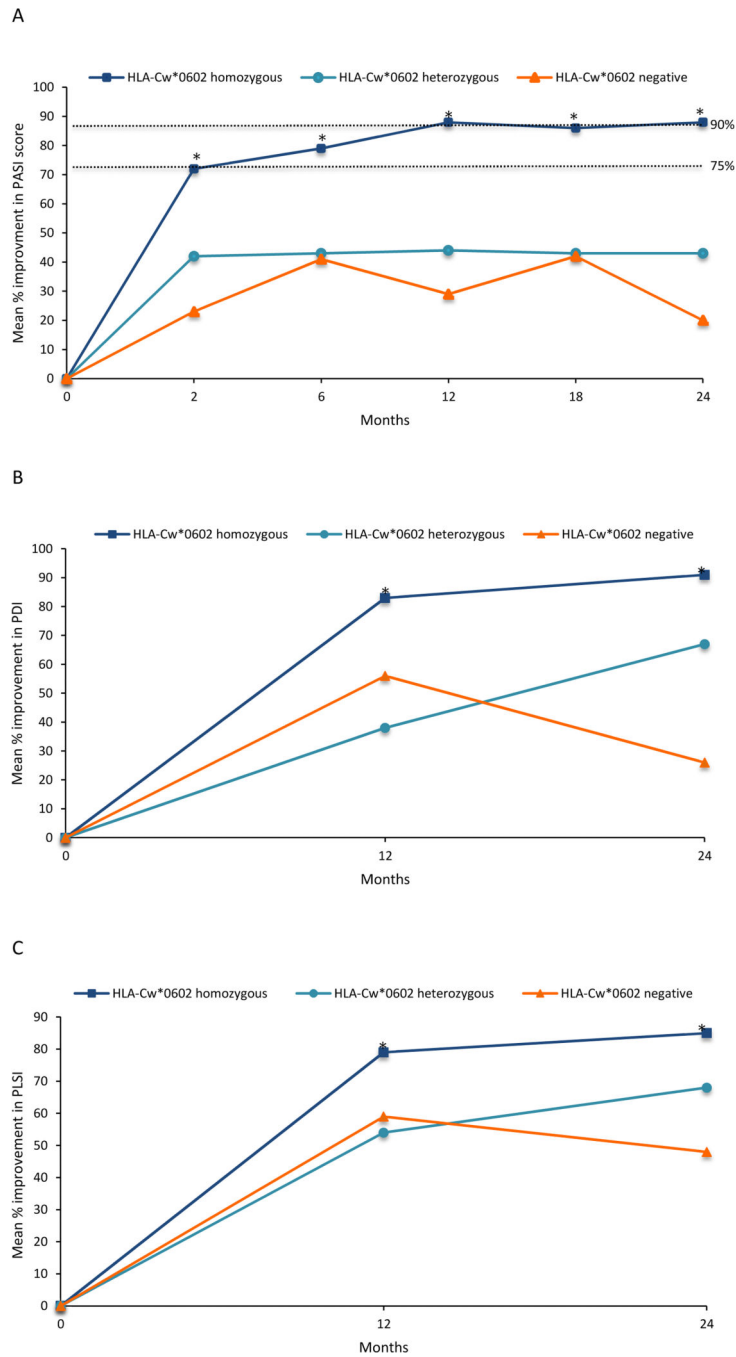 A
HLA-Cw*0602 homozygous HLA-Cw*0602 heterozygous HLA-Cw*0602 negative
Mean % improvment in PASI score
100
90
80
70
60
50
40
30
20
10
0
* * * * *
90%
75%
0 2 6 12 18 24
Months
B
HLA-Cw*0602 homozygous HLA-Cw*0602 heterozygous HLA-Cw*0602 negative
Mean % improvement in PDI
100
90
80
70
60
50
40
30
20
10
0
* *
0 12 24
Months
C
HLA-Cw*0602 homozygous HLA-Cw*0602 heterozygous HLA-Cw*0602 negative
Mean % improvement in PLSI
90
80
70
60
50
40
30
20
10
0
* *
0 12 24
Months